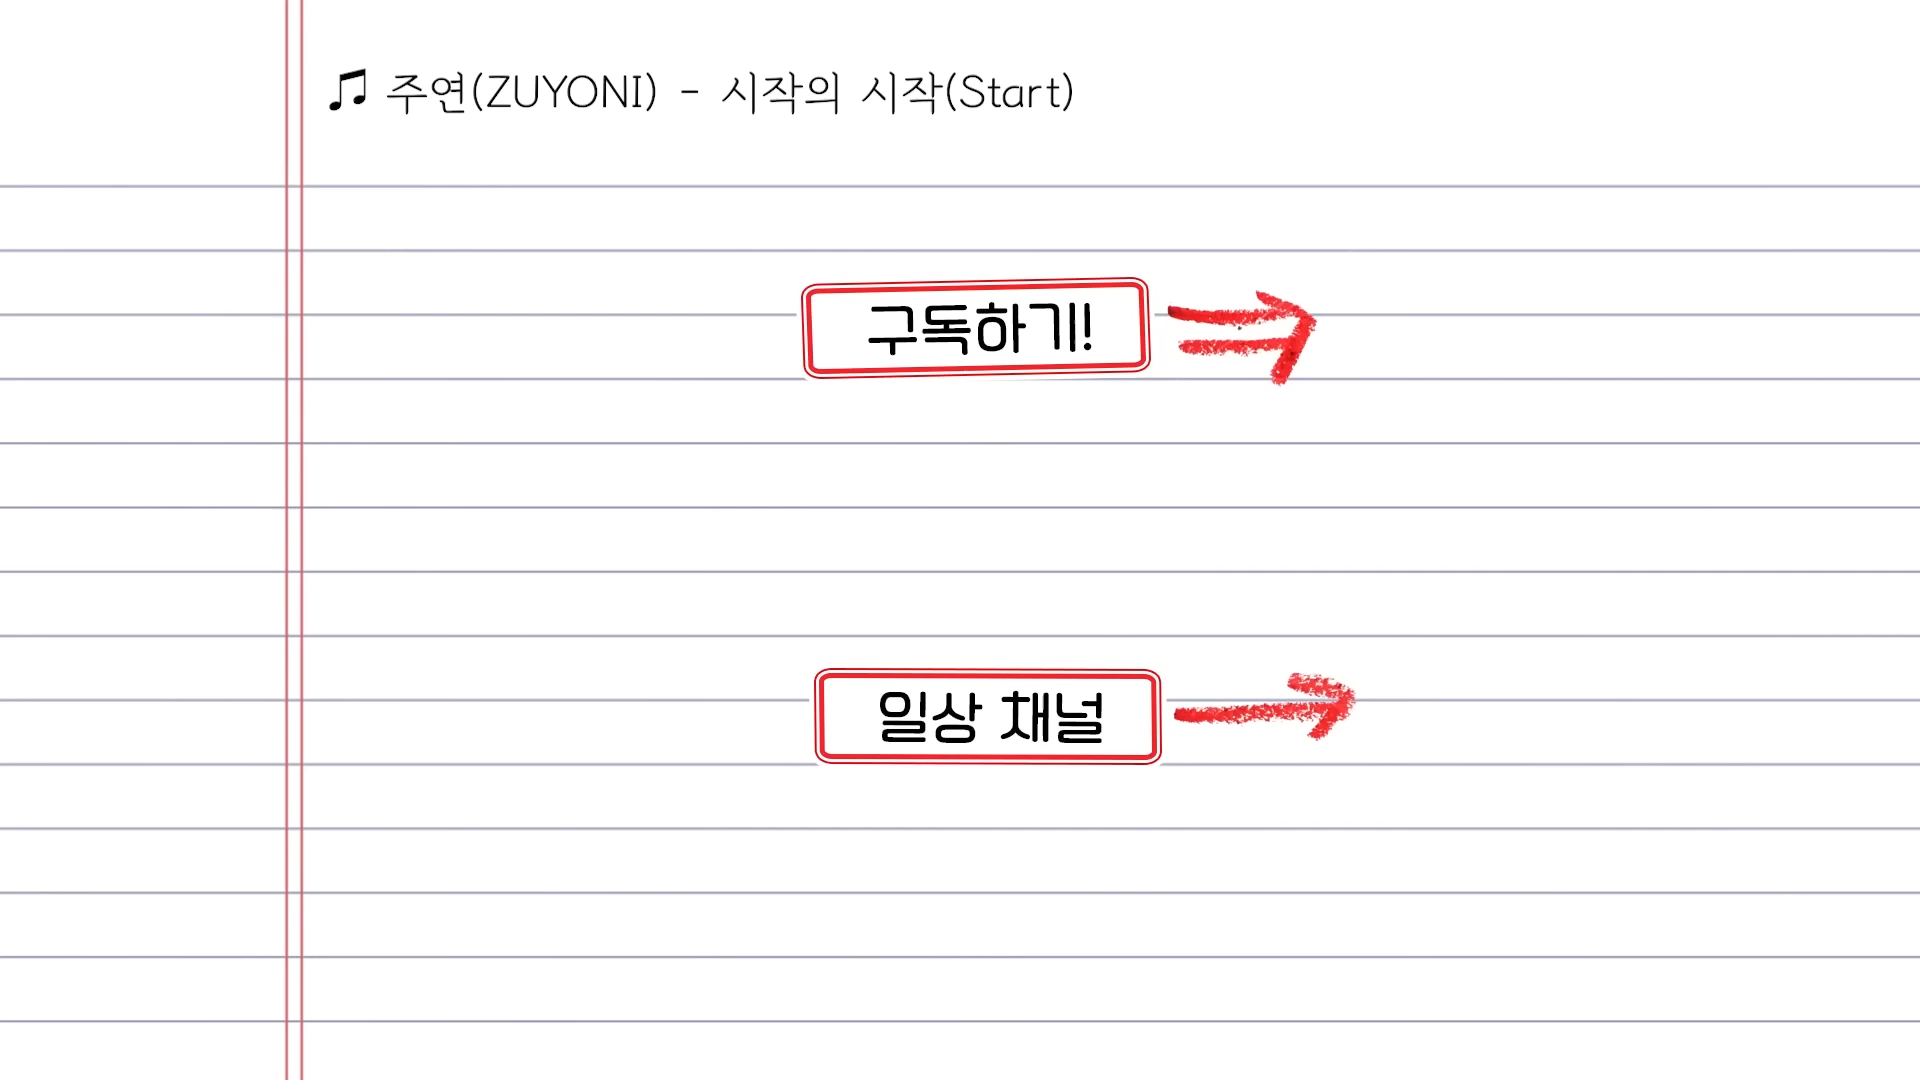 ♫ 주연(ZUYONI) - 시작의 시작(Start)
구독하기!
일상 채널